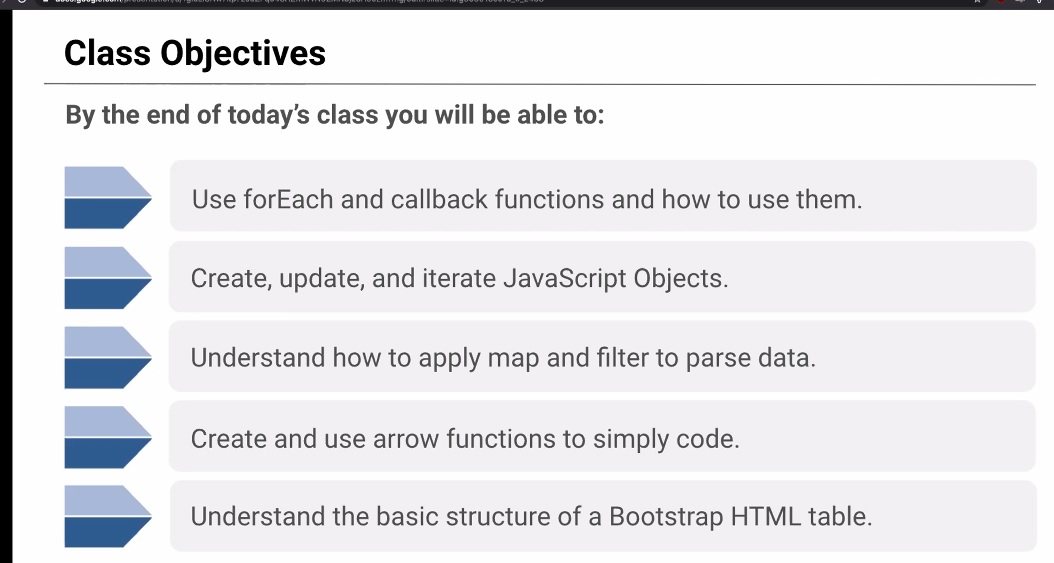 Class Objectives
By the end of today's class you will be able to:
Use forEach and callback functions and how to use them.
Create, update, and iterate JavaScript Objects.
Understand how to apply map and filter to parse data.
Create and use arrow functions to simply code.
Understand the basic structure of a Bootstrap HTML table.